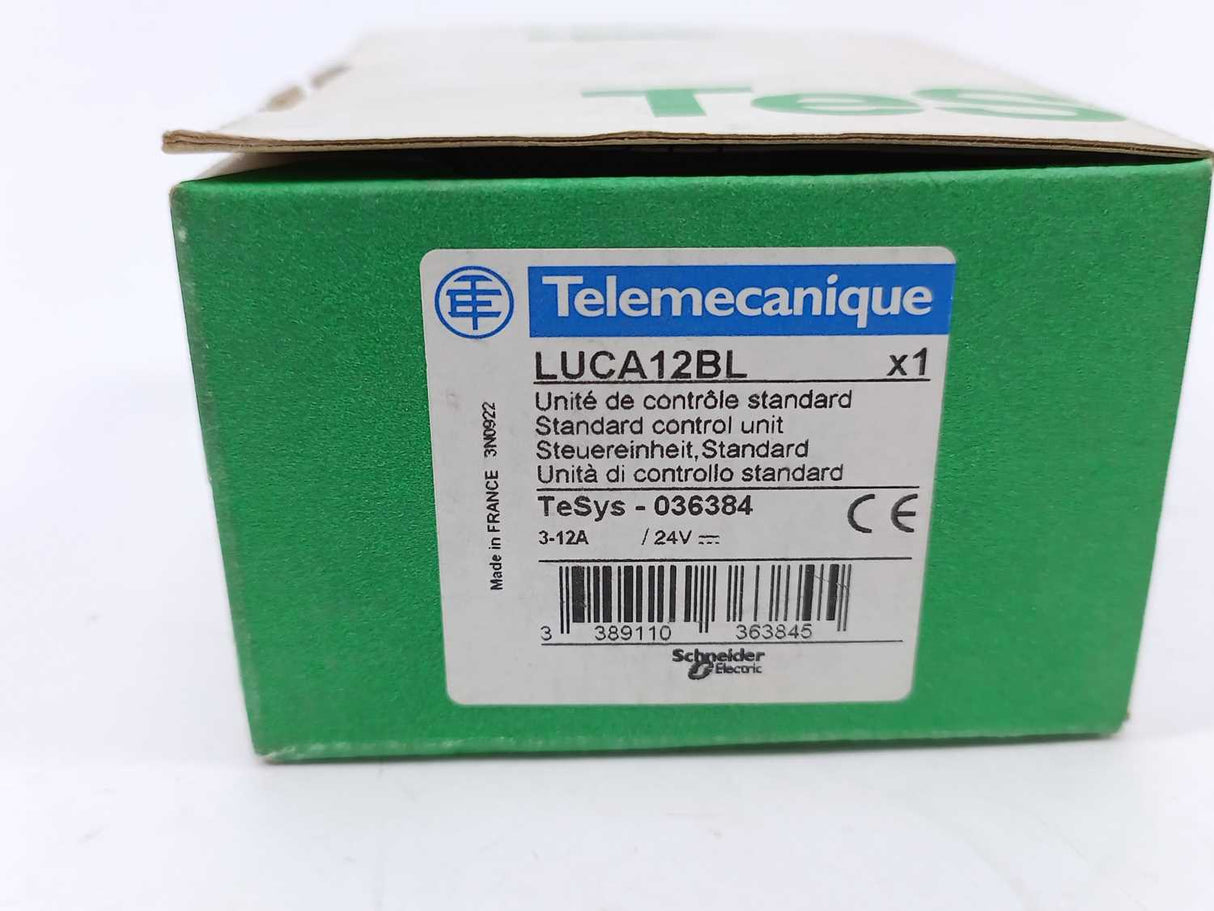 TeS
Telemecanique
LUCA12BL x1
Unité de contrôle standard
Standard control unit
Steuereinheit,Standard
Unità di controllo standard
TeSys - 036384 CE
3-12A / 24V
Made in FRANCE 3N0922
3 389110 363845
Schneider
Electric